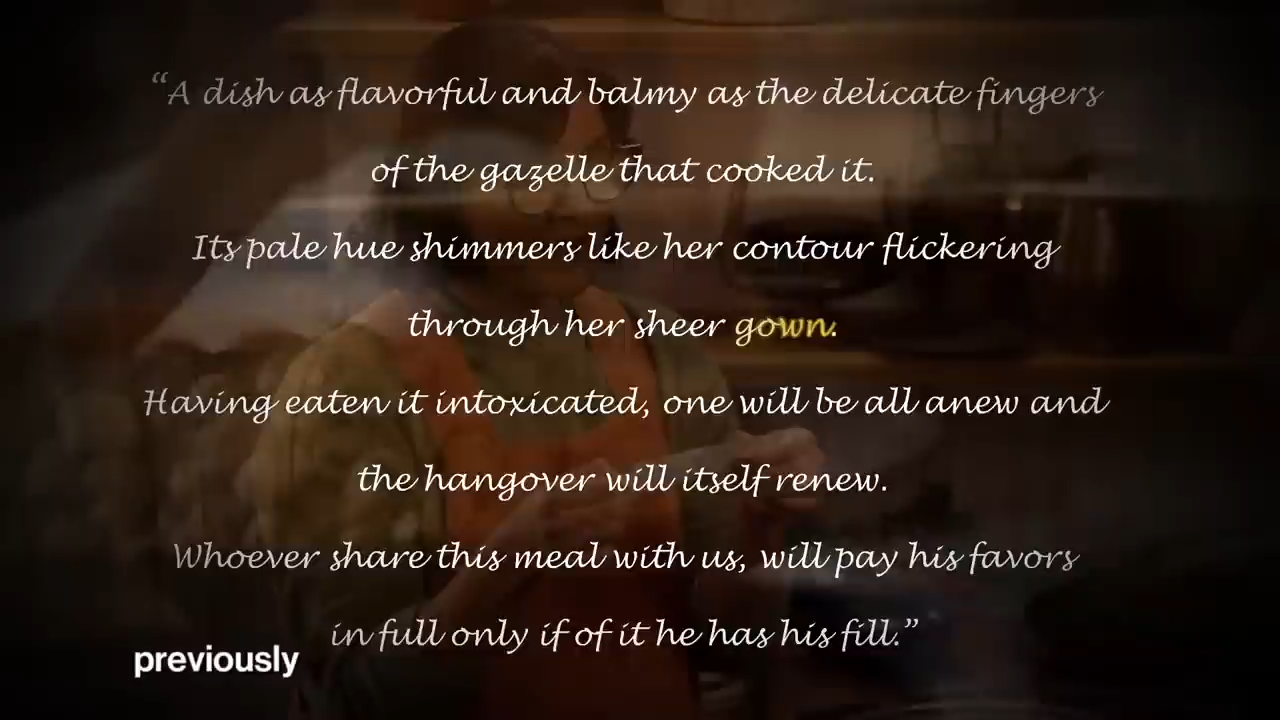 “A dish as flavorful and balmy as the delicate fingers
of the gazelle that cooked it.
Its pale hue shimmers like her contour flickering
through her sheer gown.
Having eaten it intoxicated, one will be all anew and
the hangover will itself renew.
Whoever share this meal with us, will pay his favors
in full only if of it he has his fill.”
previously